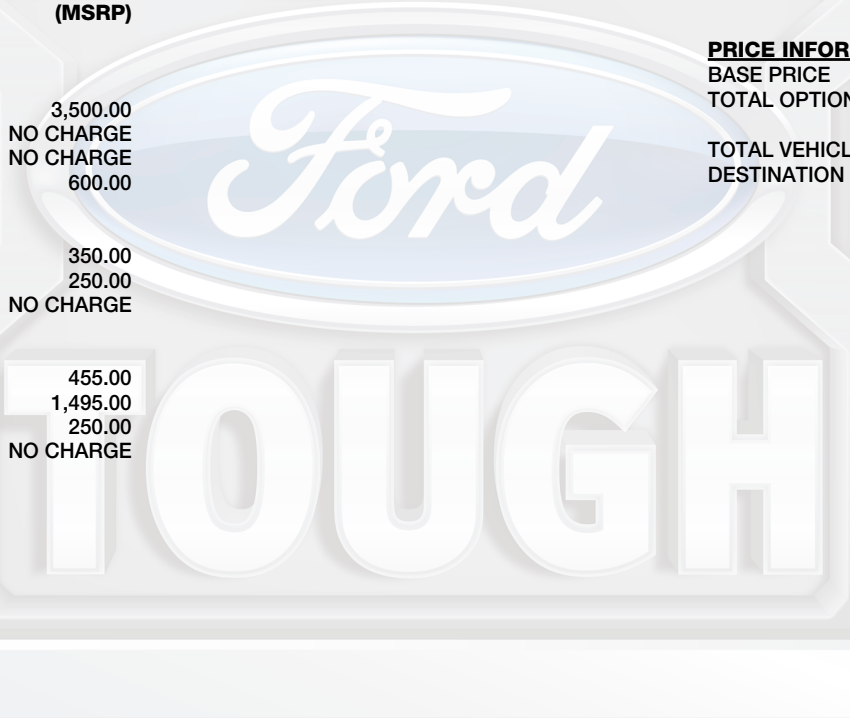 (MSRP)
3,500.00
NO CHARGE
NO CHARGE
600.00
350.00
250.00
NO CHARGE
455.00
1,495.00
250.00
NO CHARGE
PRICE INFOR
BASE PRICE
TOTAL OPTION
TOTAL VEHICL
DESTINATION
Ford
TOUGH